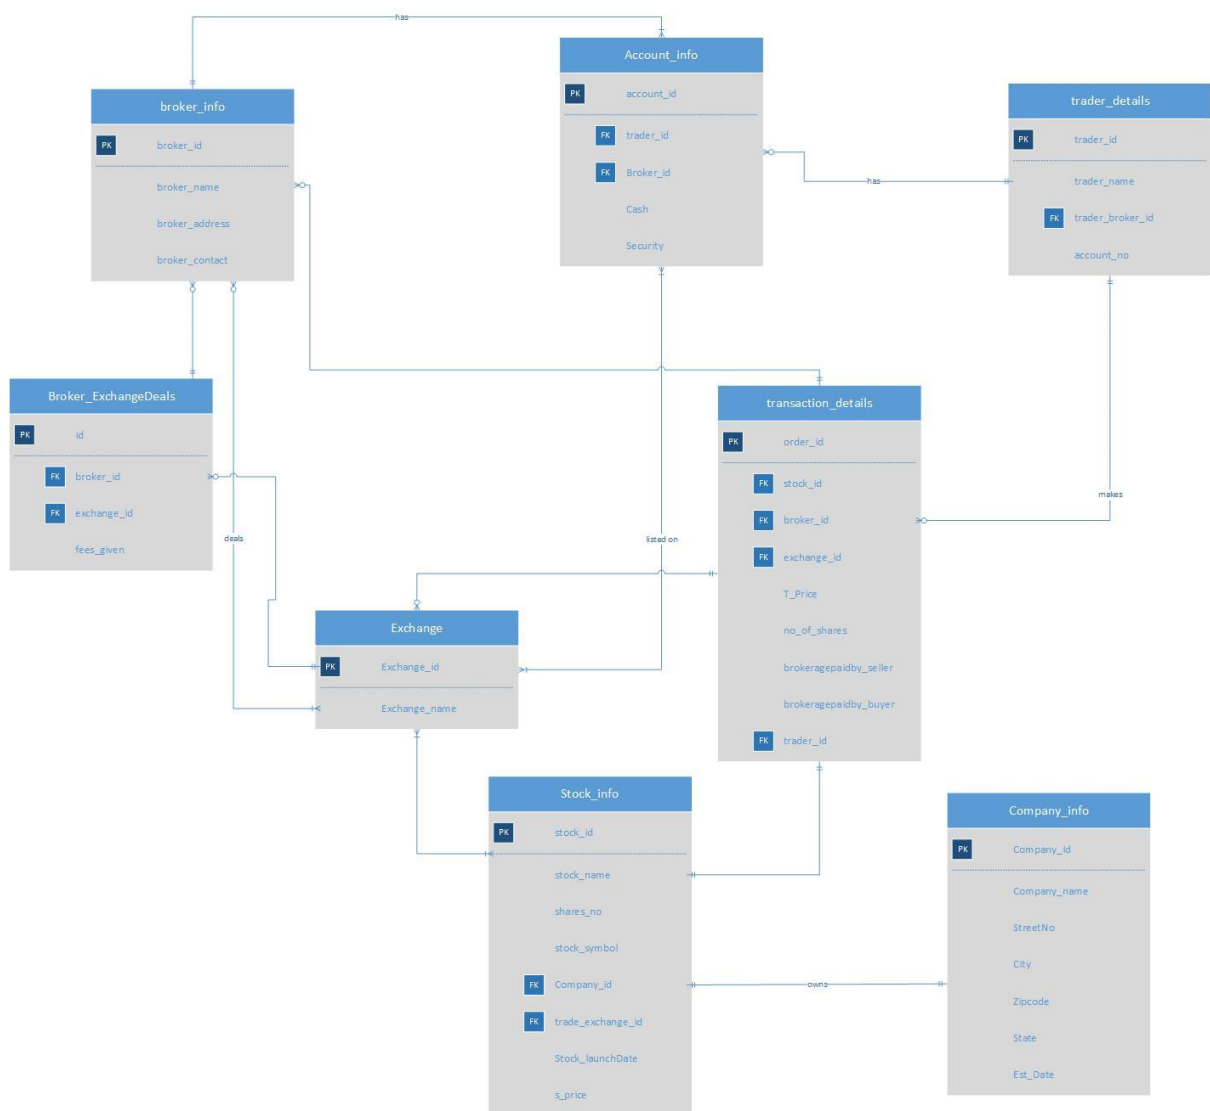 has
Account_info
PK account_id
FK trader_id
FK Broker_id
Cash
Security
broker_info
PK broker_id
broker_name
broker_address
broker_contact
trader_details
PK trader_id
trader_name
FK trader_broker_id
account_no
has
Broker_ExchangeDeals
PK id
FK broker_id
FK exchange_id
fees_given
transaction_details
PK order_id
FK stock_id
FK broker_id
FK exchange_id
T_Price
no_of_shares
brokeragepaidby_seller
brokeragepaidby_buyer
FK trader_id
makes
deals
listed on
Exchange
PK Exchange_id
Exchange_name
Stock_info
PK stock_id
stock_name
shares_no
stock_symbol
FK Company_id
FK trade_exchange_id
Stock_launchDate
s_price
owns
Company_info
PK Company_Id
Company_name
StreetNo
City
Zipcode
State
Est_Date